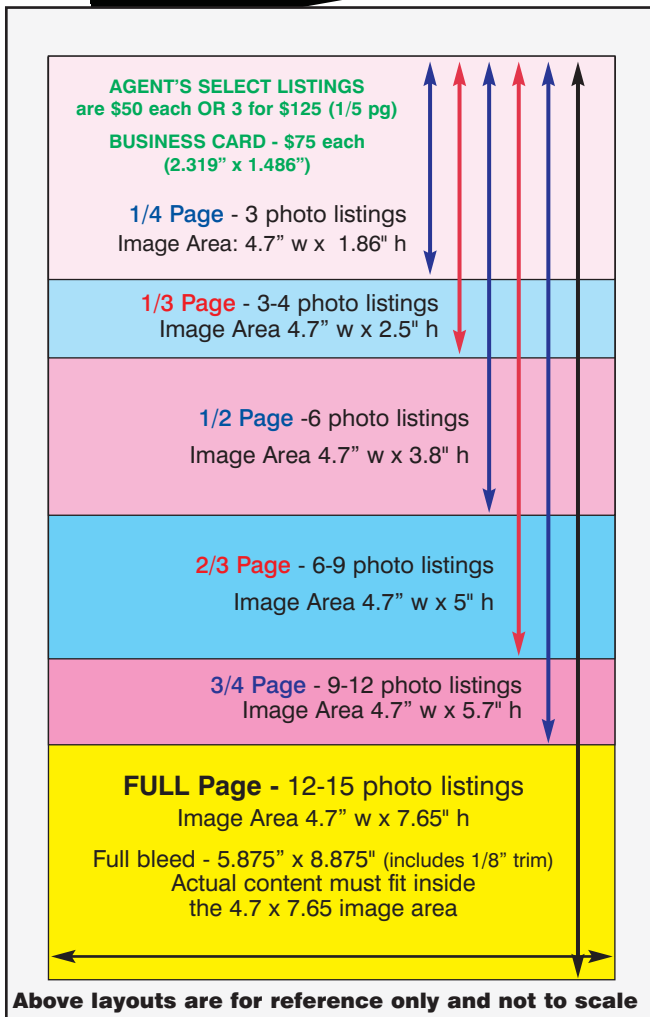 AGENT’S SELECT LISTINGS
are $50 each OR 3 for $125 (1/5 pg)
BUSINESS CARD - $75 each
(2.319” x 1.486”)
1/4 Page - 3 photo listings
Image Area: 4.7” w x 1.86" h
1/3 Page - 3-4 photo listings
Image Area 4.7” w x 2.5" h
1/2 Page -6 photo listings
Image Area 4.7” w x 3.8" h
2/3 Page - 6-9 photo listings
Image Area 4.7” w x 5" h
3/4 Page - 9-12 photo listings
Image Area 4.7” w x 5.7" h
FULL Page - 12-15 photo listings
Image Area 4.7” w x 7.65" h
Full bleed - 5.875” x 8.875" (includes 1/8” trim)
Actual content must fit inside
the 4.7 x 7.65 image area
Above layouts are for reference only and not to scale